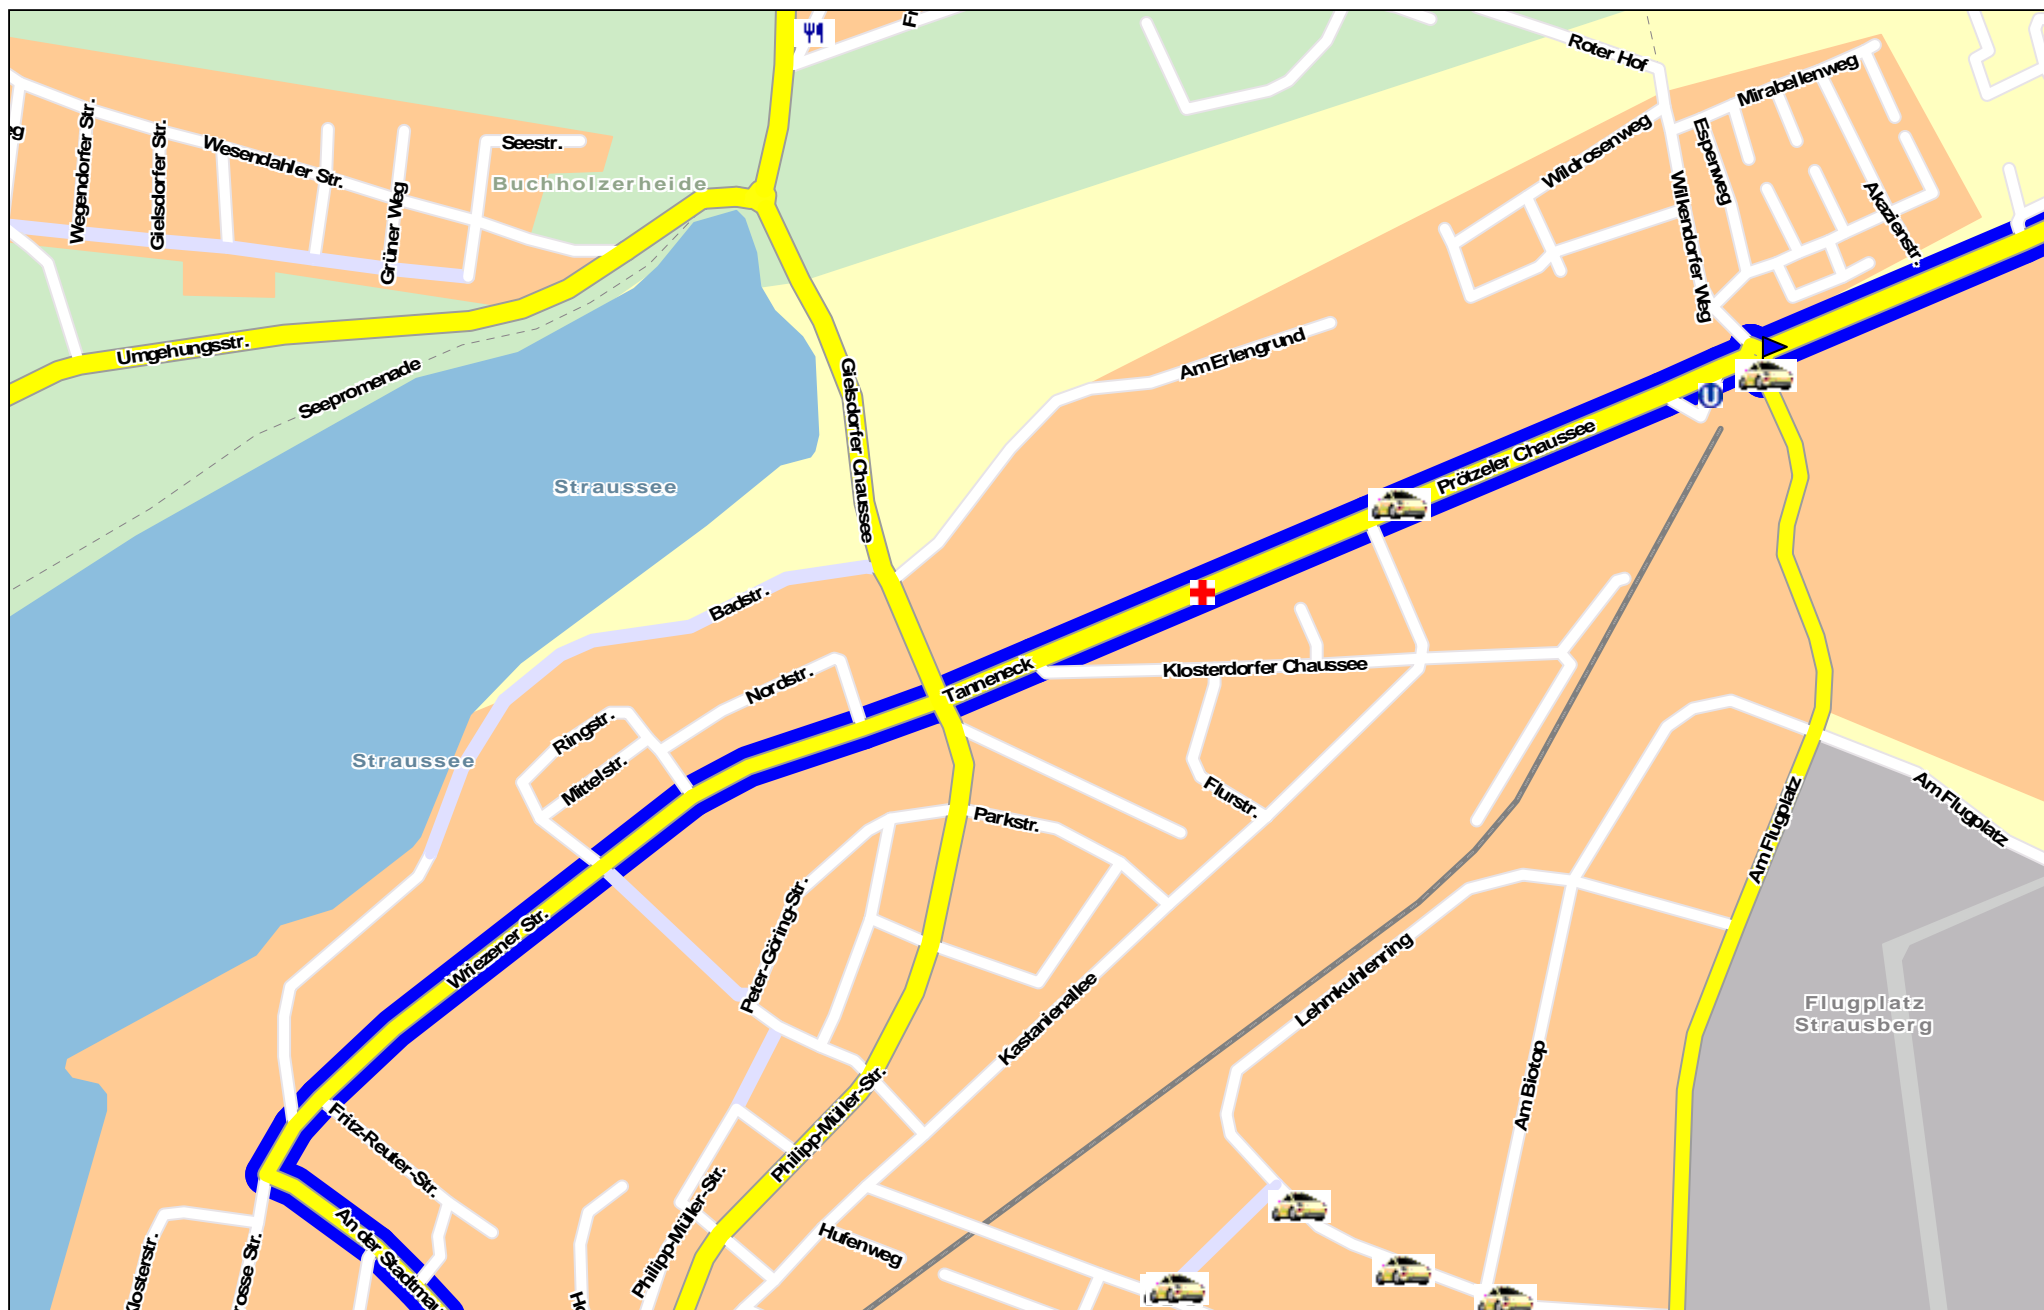 Roter Hof
Mirabellenweg
Wegendorfer Str.
Gielsdorfer Str.
Wesendahler Str.
Seestr.
Grüner Weg
Buchholzerheide
Wildrosenweg
Espenweg
Wilkendorfer Weg
Akazienstr.
Umgehungsstr.
Seepromenade
Am Erlengrund
Gielsdorfer Chaussee
U
Prötzeler Chaussee
Straussee
Badstr.
Nordstr.
Tanneneck
Klosterdorfer Chaussee
Ringstr.
Mittelstr.
Straussee
Flurstr.
Parkstr.
Am Flugplatz
Am Flugplatz
Wriezener Str.
Peter-Göring-Str.
Kastanienallee
Lehmkuhlenring
Flugplatz
Strausberg
Am Biotop
Fritz-Reuter-Str.
Philipp-Müller-Str.
Philipp-Müller-Str.
Hufenweg
An der Stadtmau
Klosterstr.
rosse Str.